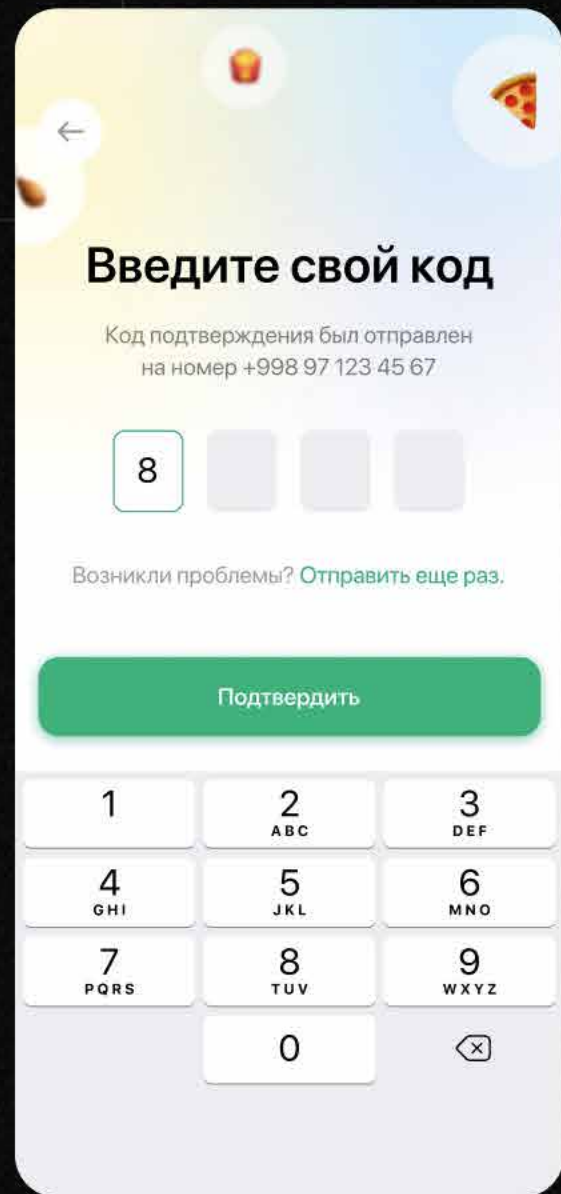 Введите свой код
Код подтверждения был отправлен
на номер +998 97 123 45 67
8
Возникли проблемы? Отправить еще раз.
Подтвердить
1 2 3
ABC DEF
4 5 6
GHI JKL MNO
7 8 9
PQRS TUV WXYZ
0